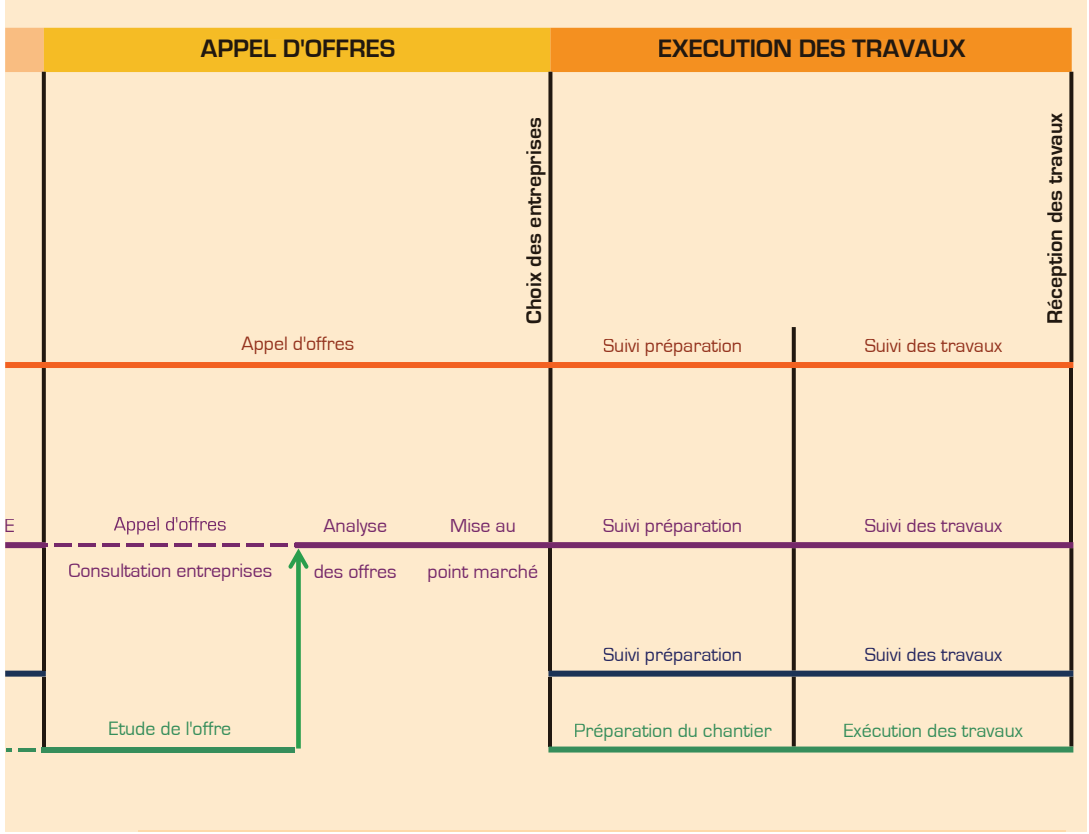 APPEL D'OFFRES
EXECUTION DES TRAVAUX
Choix des entreprises
Réception des travaux
Appel d'offres
Suivi préparation
Suivi des travaux
E
Appel d'offres
Analyse
Mise au
Suivi préparation
Suivi des travaux
Consultation entreprises
des offres
point marché
Suivi préparation
Suivi des travaux
Etude de l'offre
Préparation du chantier
Exécution des travaux